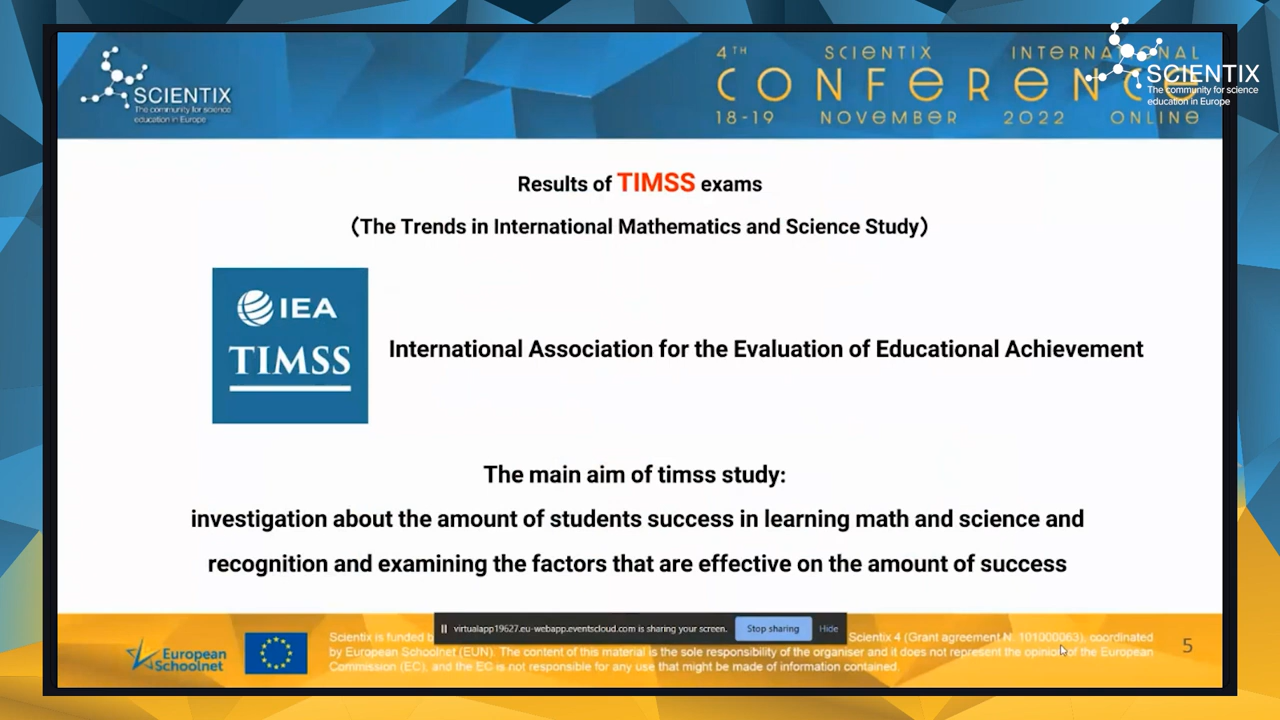 SCIENTIX
The community for science
education in Europe
4TH SCIENTIX INTERNATIONAL
CONFERENCE
18-19 NOVEMBER 2022 ONLINE
SCIENTIX
The community for science
education in Europe
Results of TIMSS exams
(The Trends in International Mathematics and Science Study)
IEA
TIMSS
International Association for the Evaluation of Educational Achievement
The main aim of timss study:
investigation about the amount of students success in learning math and science and
recognition and examining the factors that are effective on the amount of success
virtualapp19627.eu-webapp.eventscloud.com is sharing your screen. Stop sharing Hide
European
Schoolnet
Scientix is funded b Scientix 4 (Grant agreement N. 101000063), coordinated
by European Schoolnet (EUN). The content of this material is the sole responsibility of the organiser and it does not represent the opinion of the European
Commission (EC), and the EC is not responsible for any use that might be made of information contained.
5